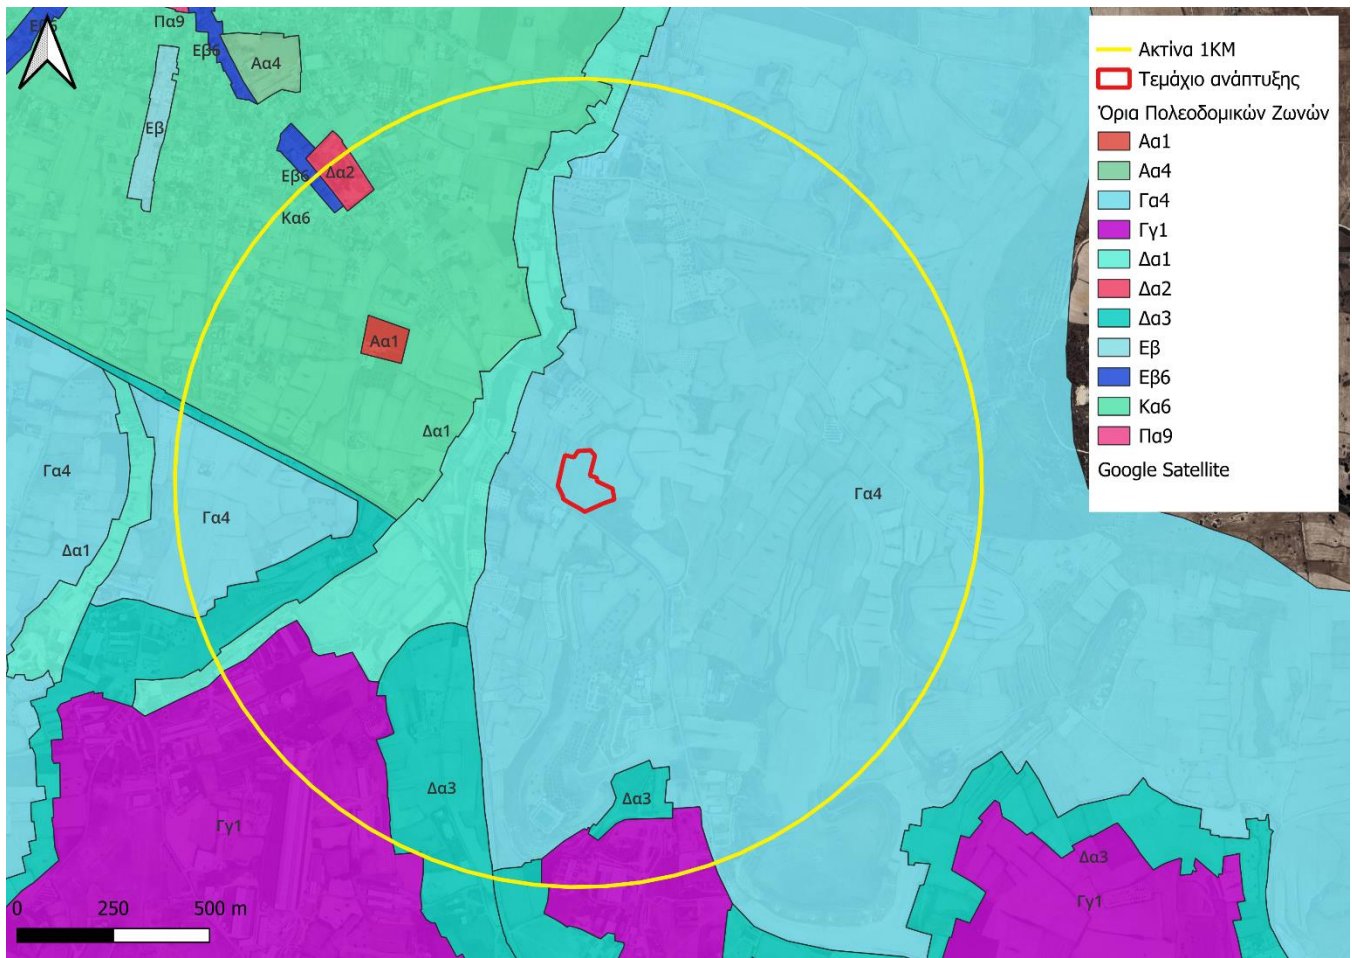 Εβ6
Πα9
Εβ6
Αα4
Εβ
Εβ6
Δα2
Κα6
Αα1
Δα1
Γα4
Γα4
Γα4
Δα1
Δα3
Δα3
Γγ1
Δα3
Γγ1
0 250 500 m
Ακτίνα 1KM
Τεμάχιο ανάπτυξης
Όρια Πολεοδομικών Ζωνών
Αα1
Αα4
Γα4
Γγ1
Δα1
Δα2
Δα3
Εβ
Εβ6
Κα6
Πα9
Google Satellite